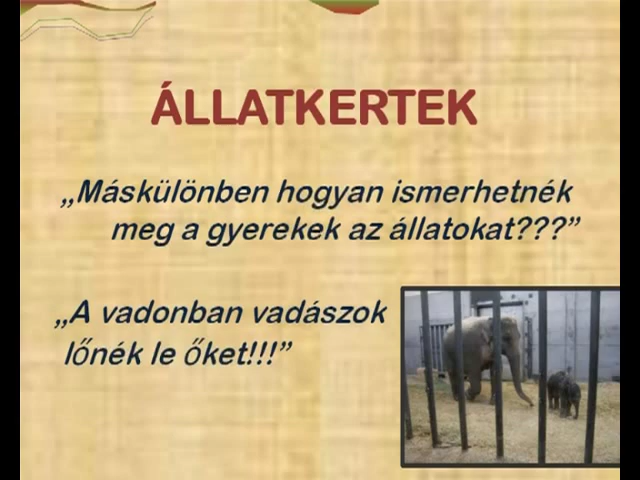 ÁLLATKERTEK
„Máskülönben hogyan ismerhetnék
meg a gyerekek az állatokat???”
„A vadonban vadászok
lőnék le őket!!!”